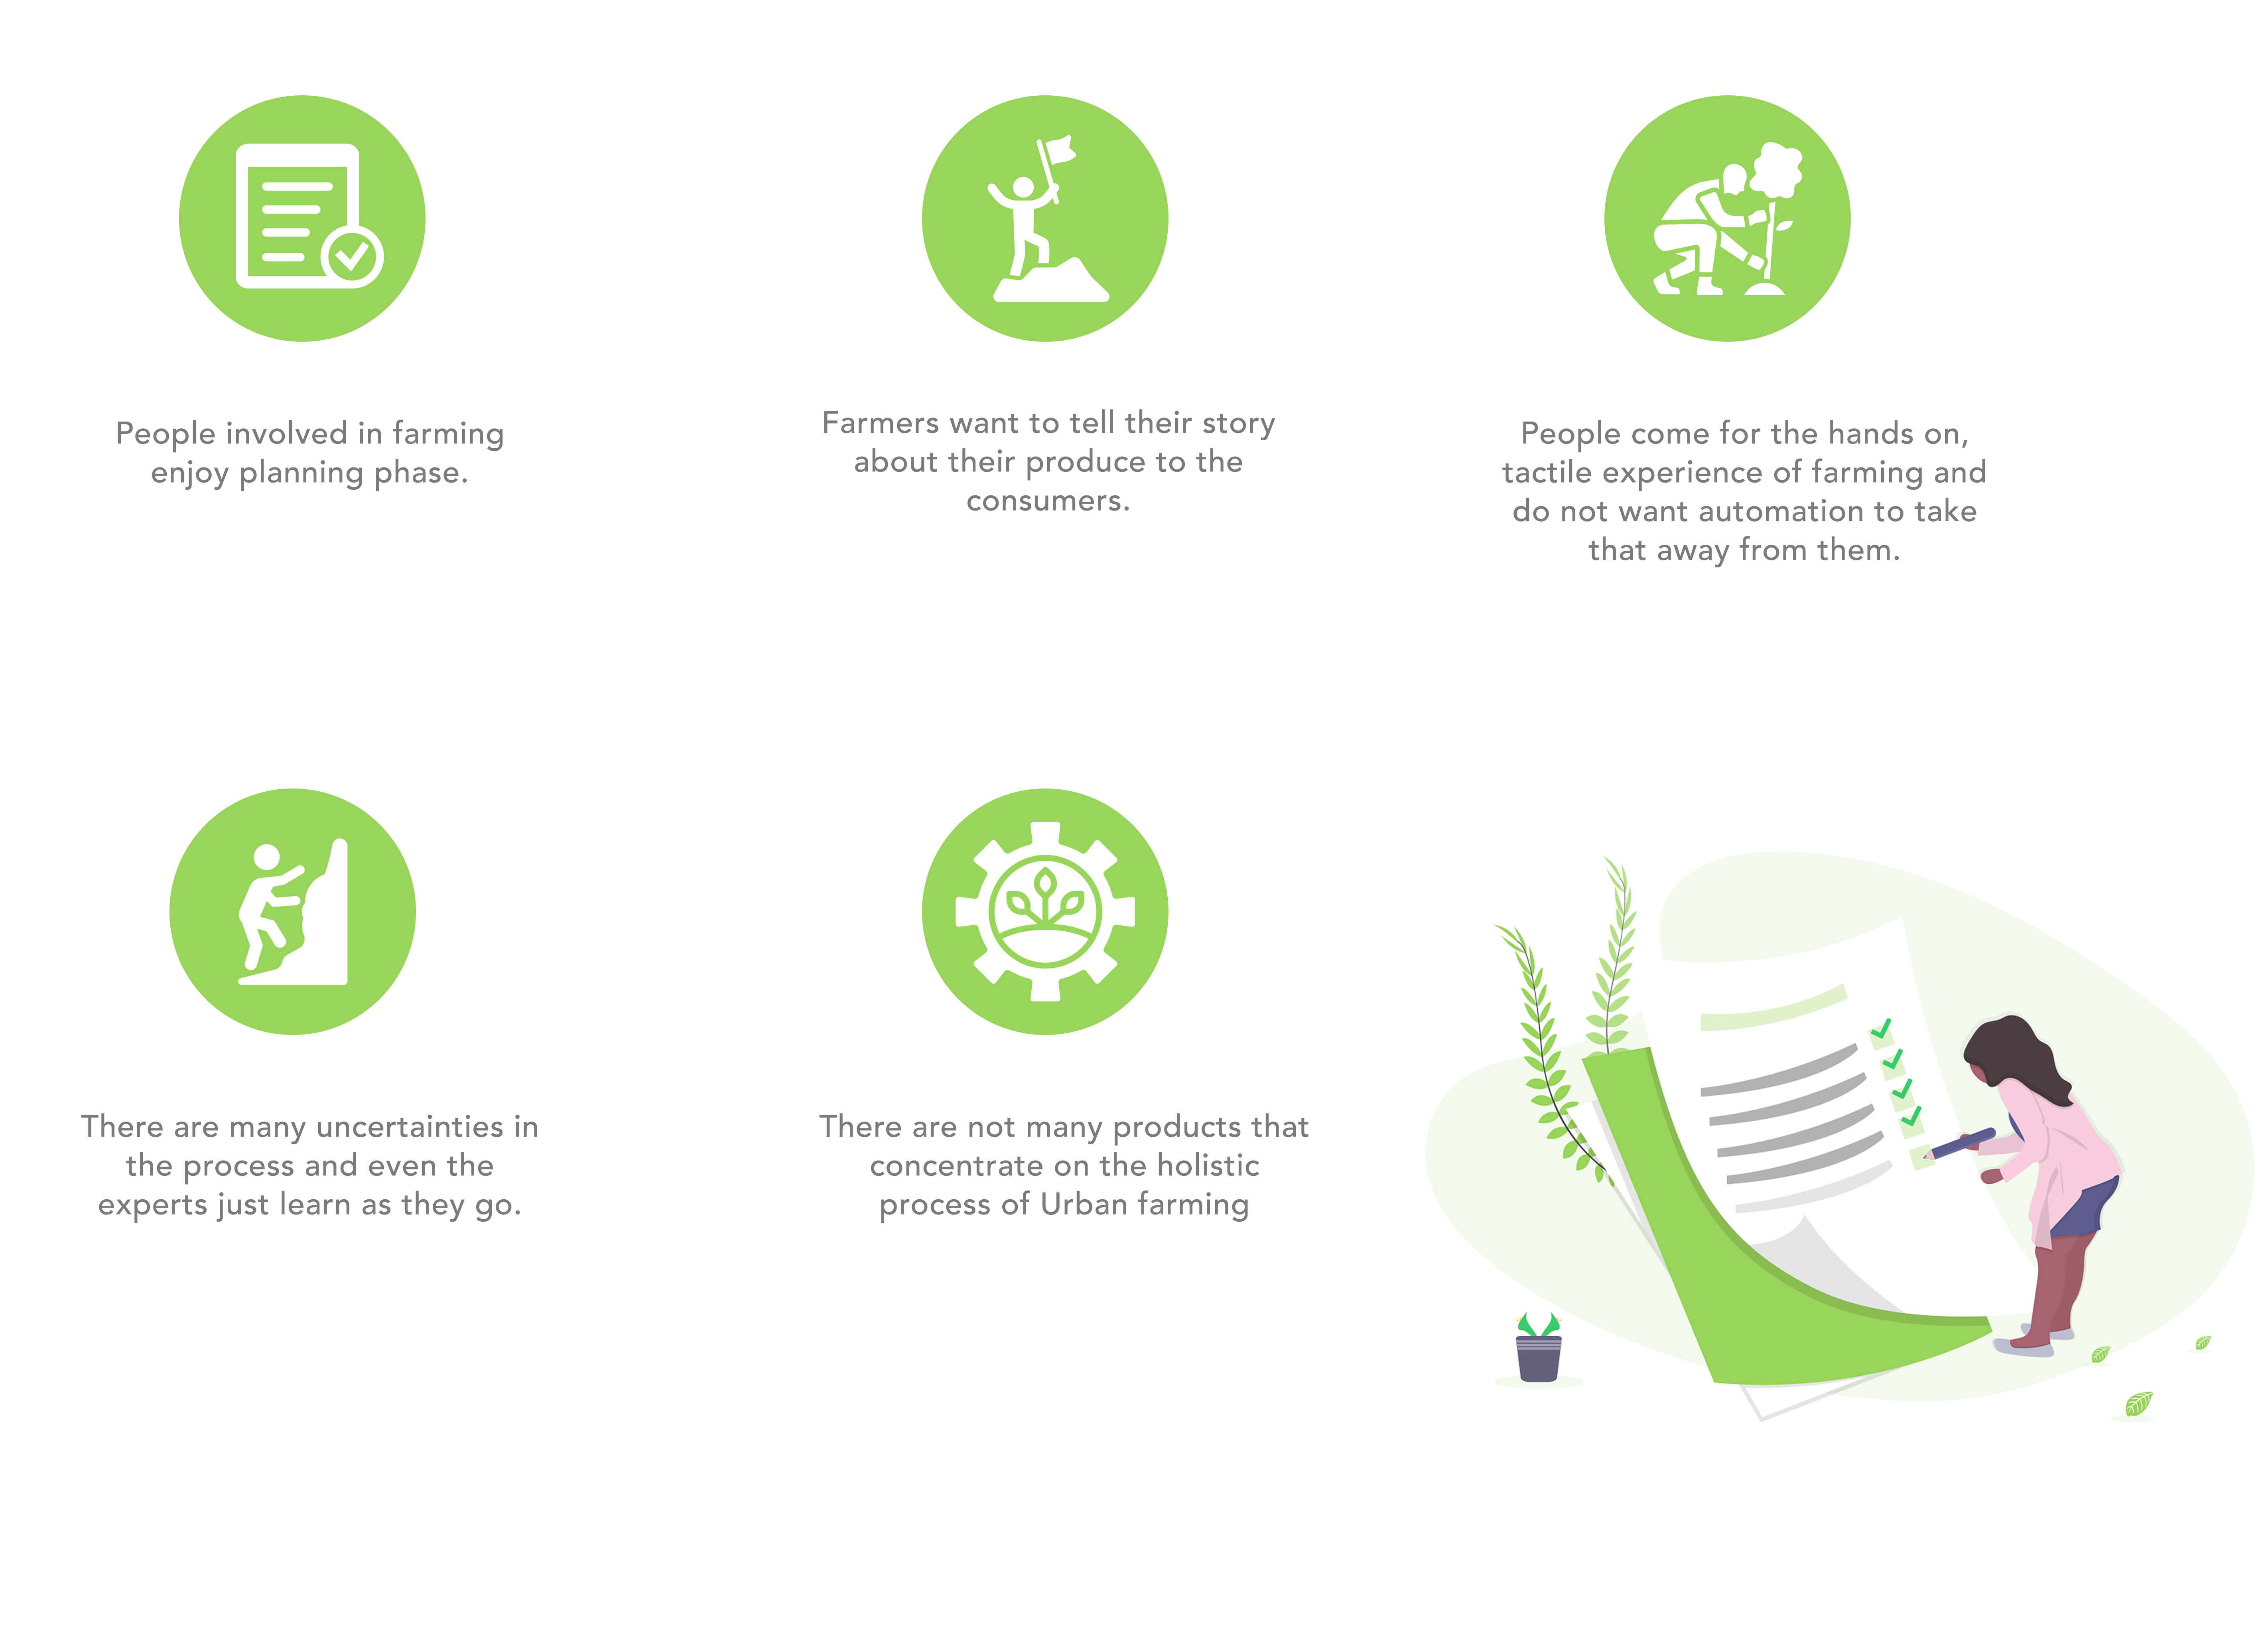 People involved in farming
enjoy planning phase.
Farmers want to tell their story
about their produce to the
consumers.
People come for the hands on,
tactile experience of farming and
do not want automation to take
that away from them.
There are many uncertainties in
the process and even the
experts just learn as they go.
There are not many products that
concentrate on the holistic
process of Urban farming